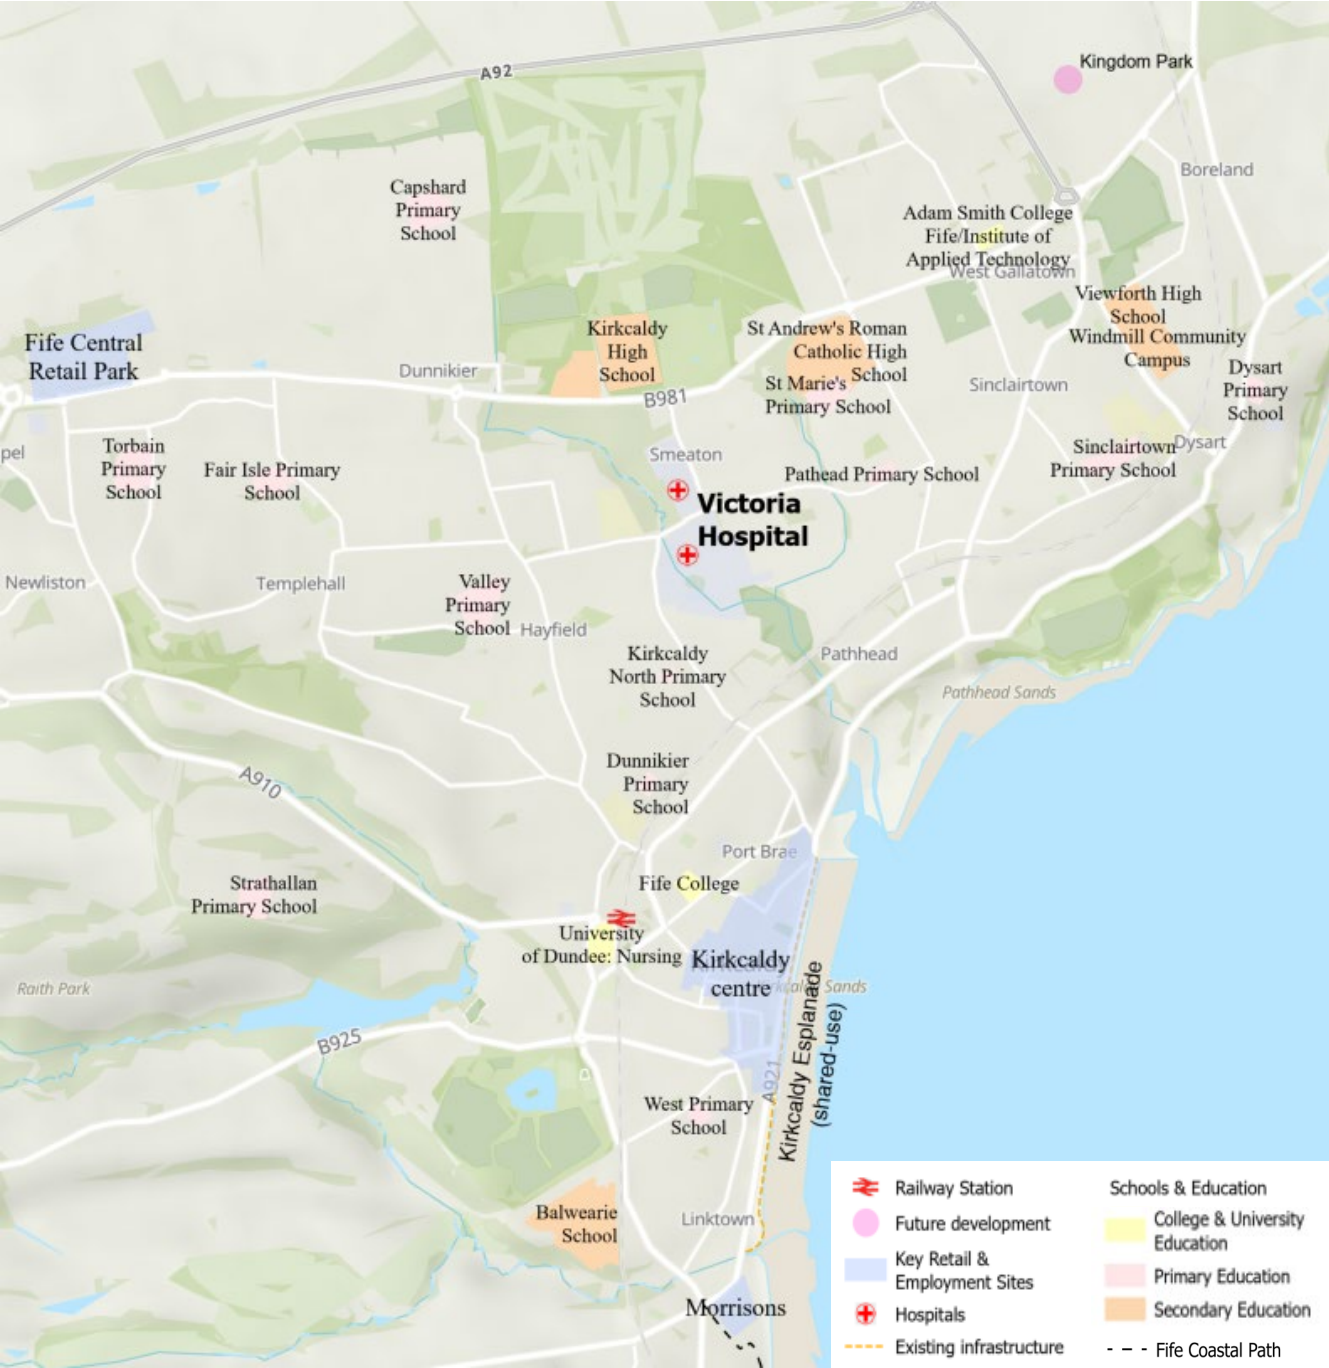 Kingdom Park
A92
Boreland
Capshard
Primary
School
Adam Smith College
Fife/Institute of
Applied Technology
West Gallatown
Viewforth High
School
Windmill Community
Campus
Fife Central
Retail Park
Kirkcaldy
High
School
St Andrew's Roman
Catholic High
School
St Marie's
Primary School
Dunnikier
B981
Sinclairtown
Dysart
Primary
School
pel
Torbain
Primary
School
Fair Isle Primary
School
Smeaton
Pathead Primary School
Sinclairtown
Primary School
Dysart
Victoria
Hospital
Newliston
Templehall
Valley
Primary
School
Hayfield
Kirkcaldy
North Primary
School
Pathhead
Pathhead Sands
A910
Dunnikier
Primary
School
Port Brae
Strathallan
Primary School
Fife College
University
of Dundee: Nursing
Kirkcaldy
centre
Kirkcaldy Sands
Raith Park
B925
A921
Kirkcaldy Esplanade
(shared-use)
West Primary
School
Balwearie
School
Linktown
Morrisons
Railway Station
Future development
Key Retail &
Employment Sites
Hospitals
Existing infrastructure
Schools & Education
College & University
Education
Primary Education
Secondary Education
Fife Coastal Path